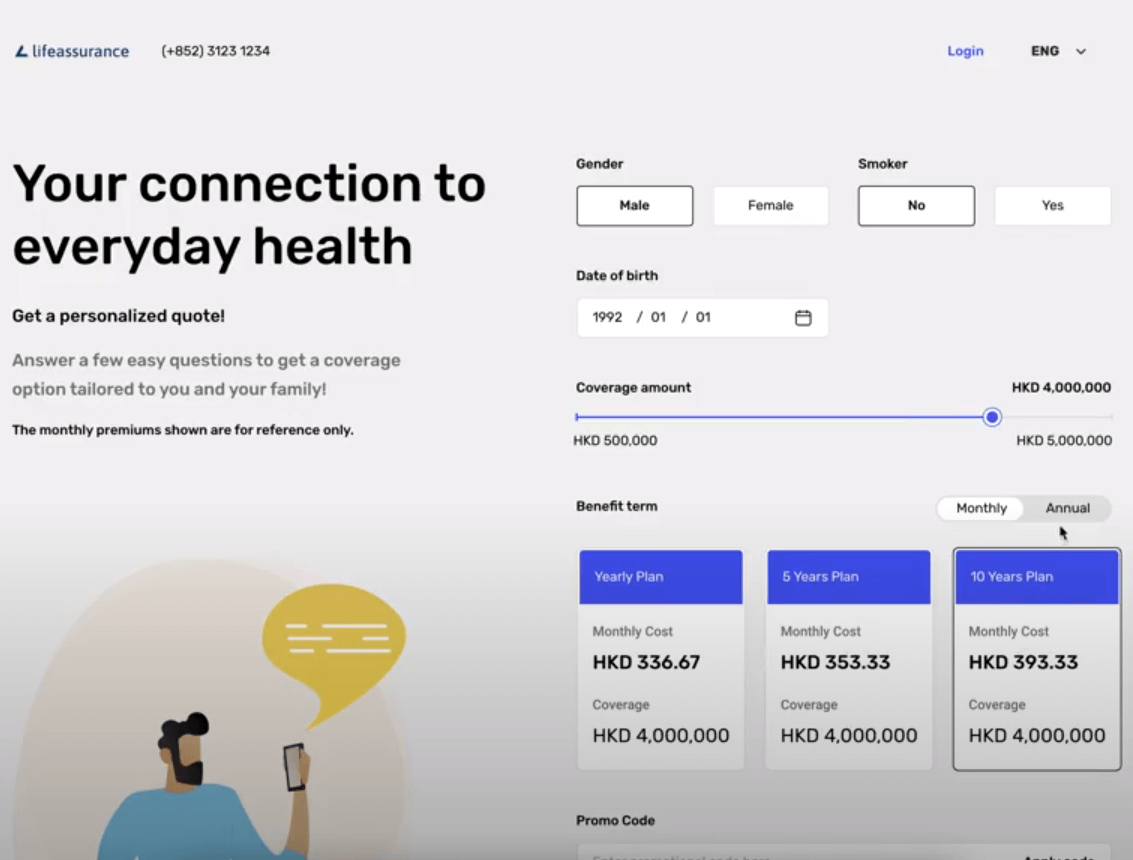 lifeassurance (+852) 3123 1234 Login ENG
Your connection to
everyday health
Get a personalized quote!
Answer a few easy questions to get a coverage
option tailored to you and your family!
The monthly premiums shown are for reference only.
Gender Smoker
Male Female No Yes
Date of birth
1992 / 01 / 01
Coverage amount HKD 4,000,000
HKD 500,000 HKD 5,000,000
Benefit term Monthly Annual
Yearly Plan 5 Years Plan 10 Years Plan
Monthly Cost Monthly Cost Monthly Cost
HKD 336.67 HKD 353.33 HKD 393.33
Coverage Coverage Coverage
HKD 4,000,000 HKD 4,000,000 HKD 4,000,000
Promo Code